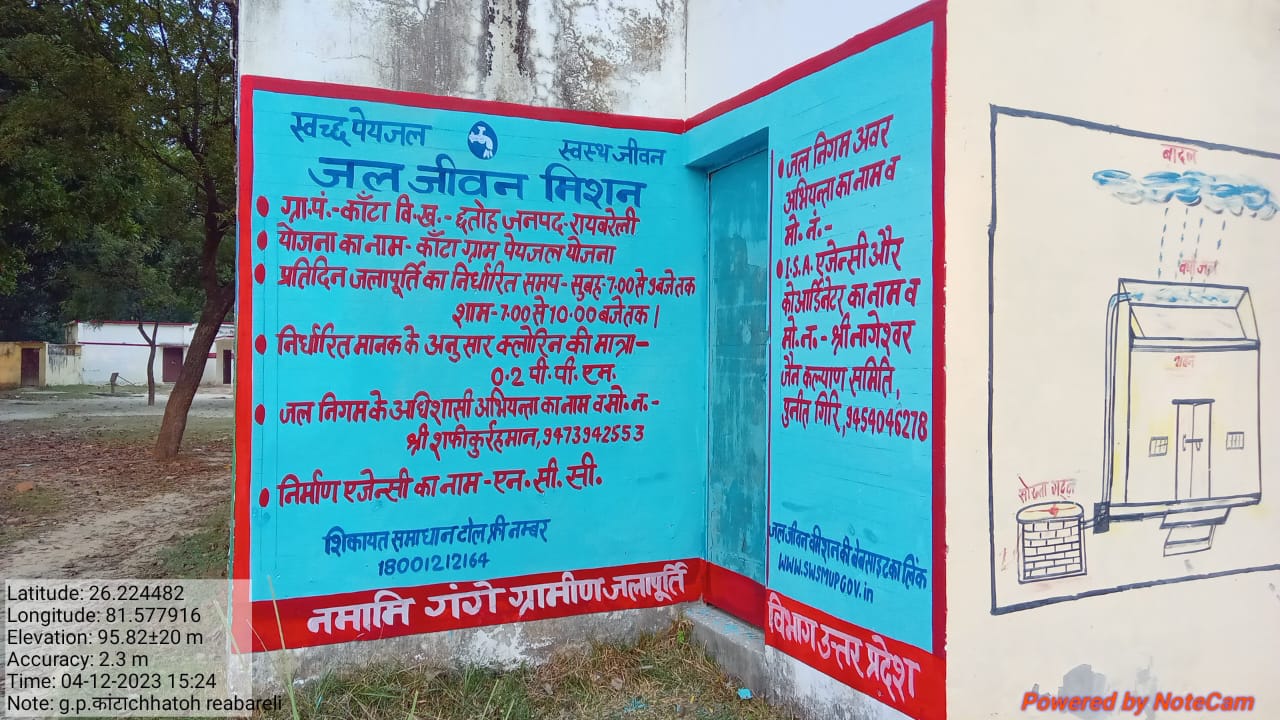 स्वच्छ पेयजल
स्वस्थ जीवन
जल जीवन मिशन
ग्रा.पं.-काँटा वि.ख.- छतोह जनपद-रायबरेली
योजना का नाम- काँटा ग्राम पेयजल योजना
प्रतिदिन जलापूर्ति का निर्धारित समय- सुबह-7.00 से 9 बजे तक
शाम-7.00 से 10.00 बजे तक |
निर्धारित मानक के अनुसार क्लोरिन की मात्रा-
0.2 पी.पी.एम.
जल निगम के अधिशासी अभियन्ता का नाम व मो.न.-
श्री शफीकुर्रहमान, 9473942553
निर्माण एजेन्सी का नाम-एन.सी.सी.
शिकायत समाधान टोल फ्री नम्बर
18001212164
नमामि गंगे ग्रामीण जलापूर्ति
जल निगम अवर
अभियन्ता का नाम व
मो. नं.-
I.S.A. एजेन्सी और
कोआर्डिनेटर का नाम व
मो.न.- श्री नागेश्वर
जैन कल्याण समिति,
पुनीत गिरि, 9454046278
जल जीवन मिशन की वेबसाइट का लिंक
WWW.SWSMUPGOV.in
विभाग उत्तर प्रदेश
बादल
वर्षा जल
भवन
सोख्ता गड्ढा
Latitude: 26.224482
Longitude: 81.577916
Elevation: 95.82±20 m
Accuracy: 2.3 m
Time: 04-12-2023 15:24
Note: g.p.कांटाchhatoh reabareli
Powered by NoteCam